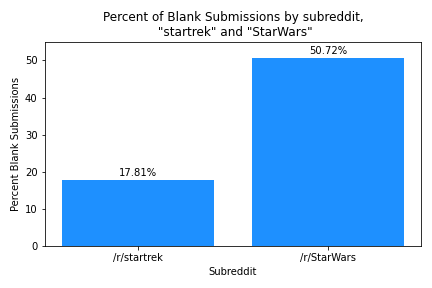 Percent of Blank Submissions by subreddit,
"startrek" and "StarWars"
50.72%
17.81%
Percent Blank Submissions
50
40
30
20
10
0
/r/startrek
/r/StarWars
Subreddit